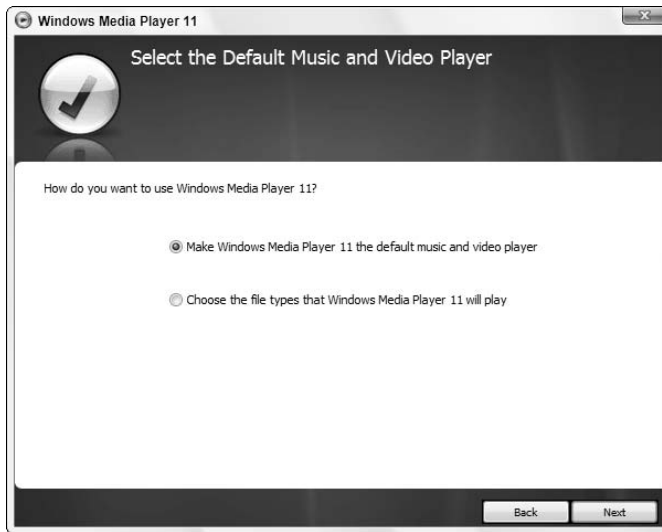 Windows Media Player 11
Select the Default Music and Video Player
How do you want to use Windows Media Player 11?
Make Windows Media Player 11 the default music and video player
Choose the file types that Windows Media Player 11 will play
Back Next